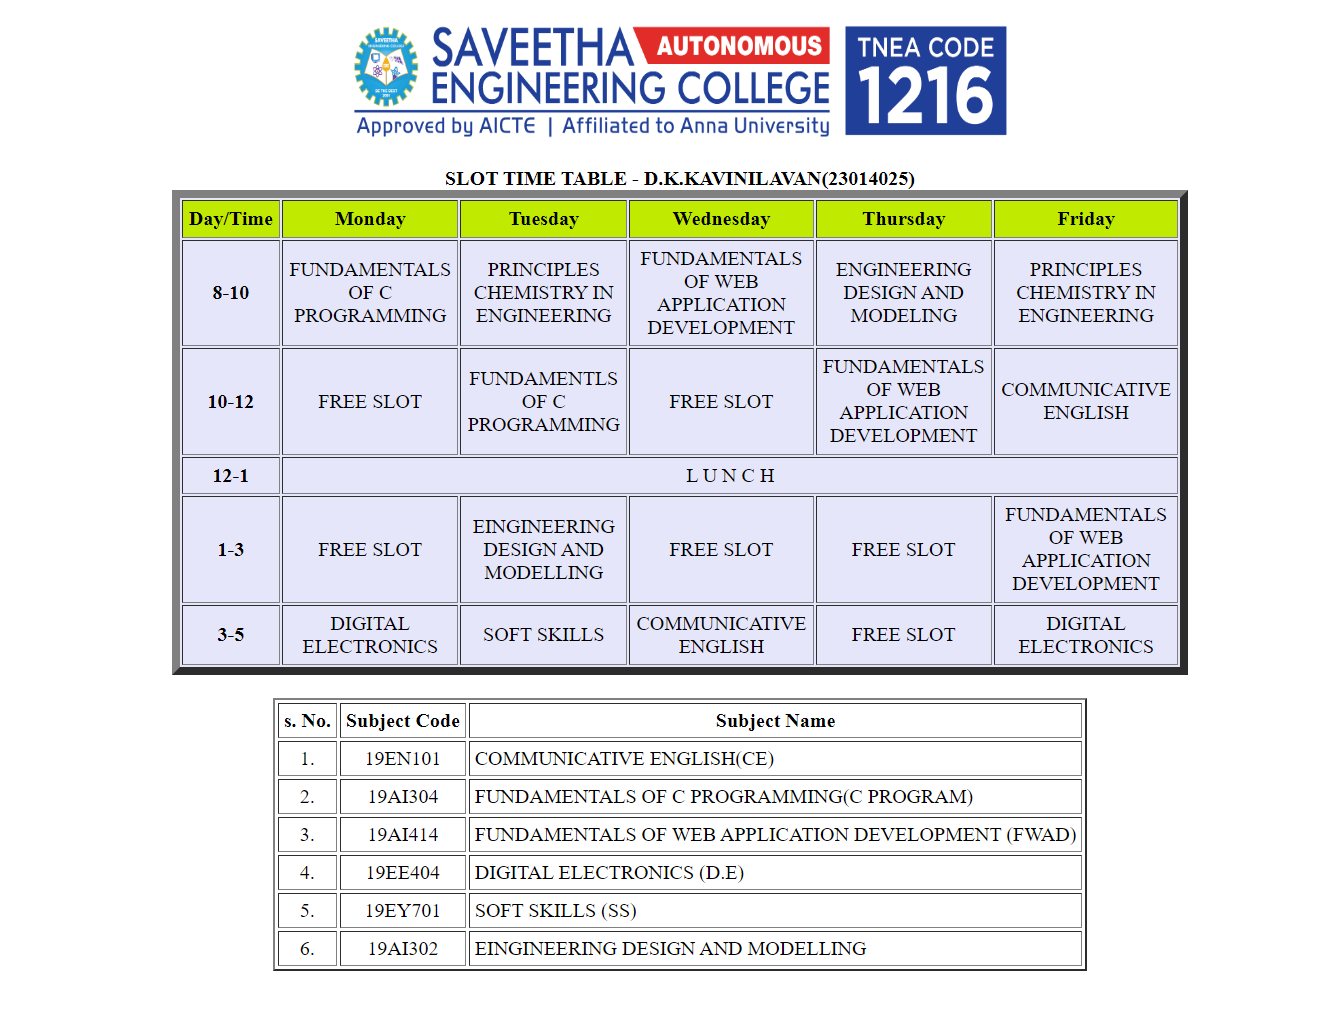 SAVEETHA AUTONOMOUS
ENGINEERING COLLEGE
Approved by AICTE | Affiliated to Anna University
TNEA CODE
1216
SAVEETHA
ENGINEERING COLLEGE
BE THE BEST
2001
SLOT TIME TABLE - D.K.KAVINILAVAN(23014025)
Day/Time Monday Tuesday Wednesday Thursday Friday
8-10
FUNDAMENTALS
OF C
PROGRAMMING
PRINCIPLES
CHEMISTRY IN
ENGINEERING
FUNDAMENTALS
OF WEB
APPLICATION
DEVELOPMENT
ENGINEERING
DESIGN AND
MODELING
PRINCIPLES
CHEMISTRY IN
ENGINEERING
10-12
FREE SLOT
FUNDAMENTLS
OF C
PROGRAMMING
FREE SLOT
FUNDAMENTALS
OF WEB
APPLICATION
DEVELOPMENT
COMMUNICATIVE
ENGLISH
12-1 L U N C H
1-3
FREE SLOT
EINGINEERING
DESIGN AND
MODELLING
FREE SLOT
FREE SLOT
FUNDAMENTALS
OF WEB
APPLICATION
DEVELOPMENT
3-5
DIGITAL
ELECTRONICS
SOFT SKILLS
COMMUNICATIVE
ENGLISH
FREE SLOT
DIGITAL
ELECTRONICS
s. No. Subject Code Subject Name
1. 19EN101 COMMUNICATIVE ENGLISH(CE)
2. 19AI304 FUNDAMENTALS OF C PROGRAMMING(C PROGRAM)
3. 19AI414 FUNDAMENTALS OF WEB APPLICATION DEVELOPMENT (FWAD)
4. 19EE404 DIGITAL ELECTRONICS (D.E)
5. 19EY701 SOFT SKILLS (SS)
6. 19AI302 EINGINEERING DESIGN AND MODELLING